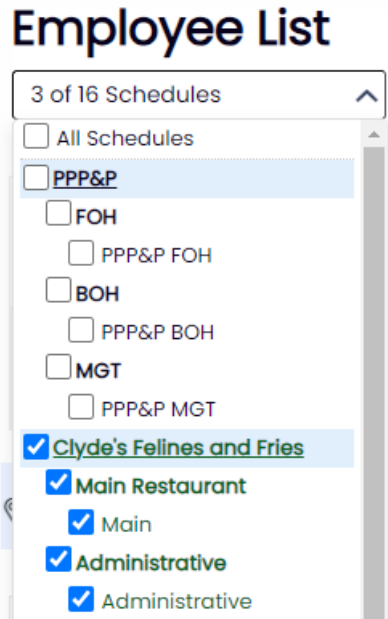 Employee List
3 of 16 Schedules
All Schedules
PPP&P
FOH
PPP&P FOH
BOH
PPP&P BOH
MGT
PPP&P MGT
Clyde's Felines and Fries
Main Restaurant
Main
Administrative
Administrative